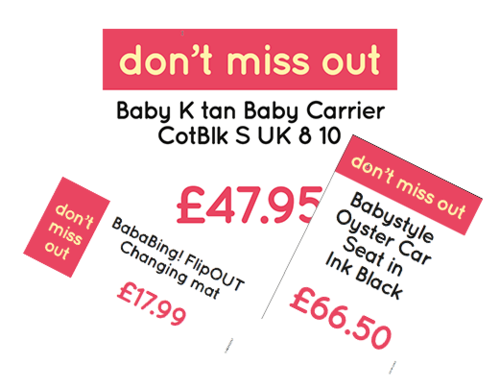 don't miss out
Baby K tan Baby Carrier
CotBlk S UK 8 10
£47.95
don't
miss
out
BabaBing! FlipOUT
Changing mat
£17.99
don't miss out
Babystyle
Oyster Car
Seat in
Ink Black
£66.50